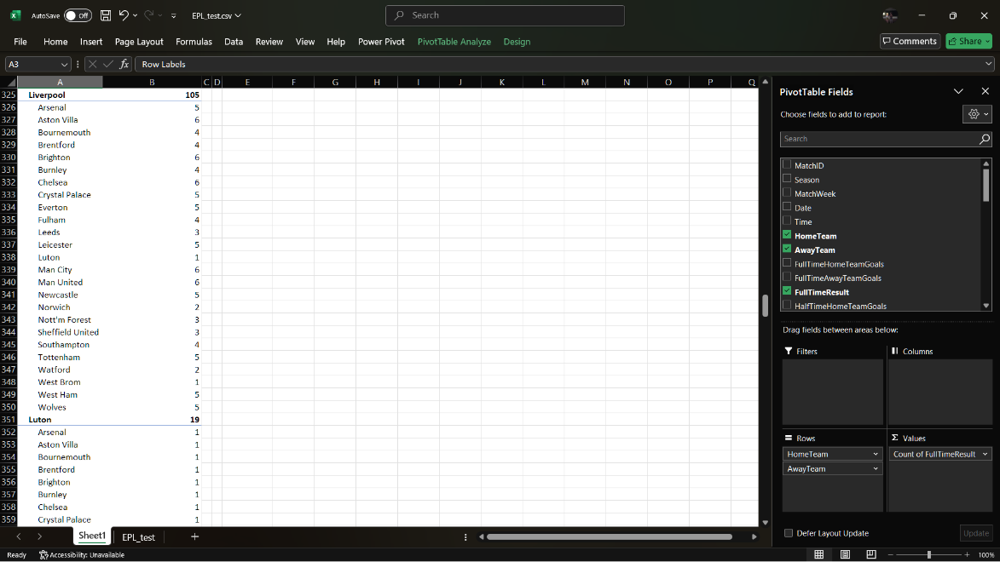 AutoSave Off EPL_test.csv Search
File Home Insert Page Layout Formulas Data Review View Help Power Pivot PivotTable Analyze Design Comments Share
A3 fx Row Labels
A B C D E F G H I J K L M N O P Q
325 Liverpool 105
326 Arsenal 5
327 Aston Villa 6
328 Bournemouth 4
329 Brentford 4
330 Brighton 6
331 Burnley 4
332 Chelsea 6
333 Crystal Palace 5
334 Everton 5
335 Fulham 4
336 Leeds 3
337 Leicester 5
338 Luton 1
339 Man City 6
340 Man United 6
341 Newcastle 5
342 Norwich 2
343 Nott'm Forest 3
344 Sheffield United 3
345 Southampton 4
346 Tottenham 5
347 Watford 2
348 West Brom 1
349 West Ham 5
350 Wolves 5
351 Luton 19
352 Arsenal 1
353 Aston Villa 1
354 Bournemouth 1
355 Brentford 1
356 Brighton 1
357 Burnley 1
358 Chelsea 1
359 Crystal Palace 1
PivotTable Fields
Choose fields to add to report:
Search
MatchID
Season
MatchWeek
Date
Time
HomeTeam
AwayTeam
FullTimeHomeTeamGoals
FullTimeAwayTeamGoals
FullTimeResult
HalfTimeHomeTeamGoals
Drag fields between areas below:
Filters Columns
Rows Σ Values
HomeTeam Count of FullTimeResult
AwayTeam
Defer Layout Update Update
Sheet1 EPL_test
Ready Accessibility: Unavailable 100%